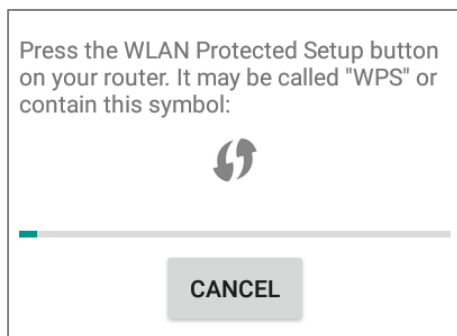 Press the WLAN Protected Setup button
on your router. It may be called "WPS" or
contain this symbol:
CANCEL